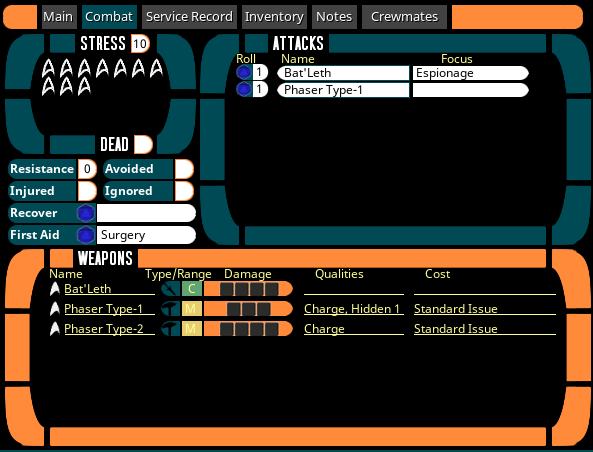 Main Combat Service Record Inventory Notes Crewmates
STRESS 10
DEAD
Resistance 0 Avoided
Injured Ignored
Recover
First Aid Surgery
ATTACKS
Roll Name Focus
1 Bat'Leth Espionage
1 Phaser Type-1
WEAPONS
Name Type/Range Damage Qualities Cost
Bat'Leth C
Phaser Type-1 M Charge, Hidden 1 Standard Issue
Phaser Type-2 M Charge Standard Issue